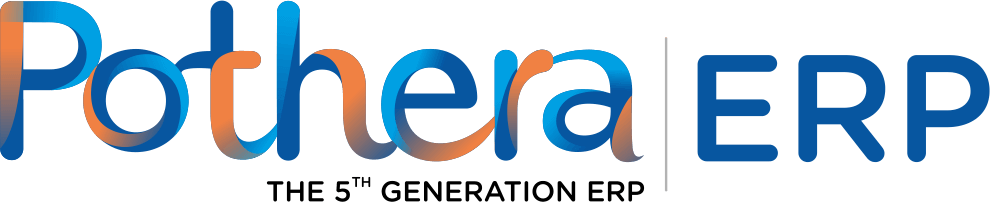 Pothera ERP
THE 5TH GENERATION ERP